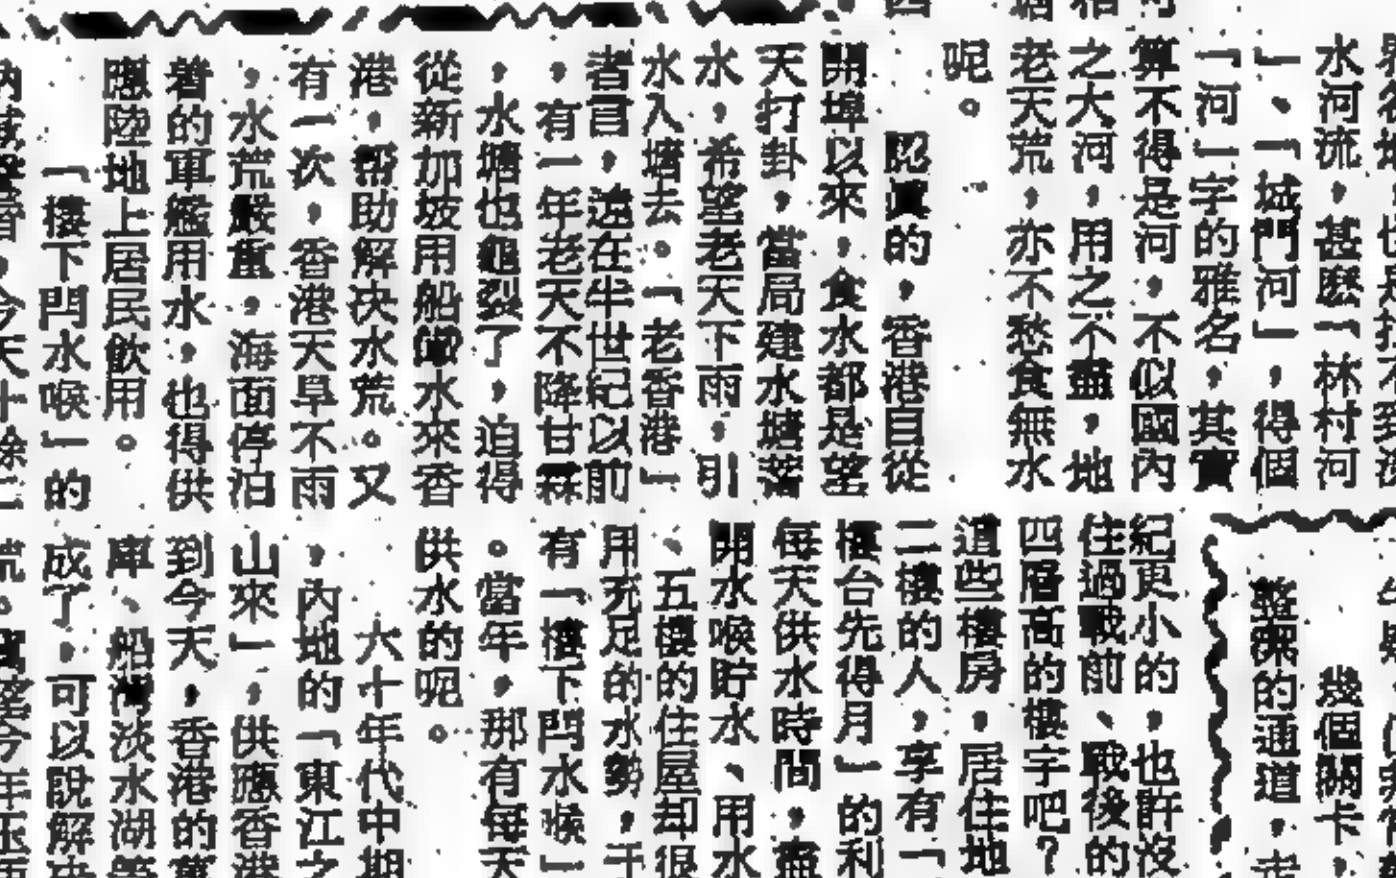 水河流，甚麽「林村河
」、「城門河」，得個
「河」字的雅名，其實
算不得是河，不似國內
之大河，用之不盡，地
老天荒，亦不愁食無水
呢。
認眞的，香港自從
開埠以來，食水都是望
天打卦，當局建水塘落
水，希望老天下雨，引
水入塘去。「老香港」
者言，遠在半世紀以前
，有一年老天不降甘霖
，水塘也龜裂了，迫得
從新加坡用船 水來香
港，幫助解決水荒。又
有一次，香港天旱不雨
，水荒嚴重，海面停泊
着的軍艦用水，也得供
應陸地上居民飲用。
「樓下閂水喉」的
幾個關卡，
的通道，走
紀更小的，也許沒
住過戰前、戰後的
四層高的樓宇吧？
這些樓房，居住地
二樓的人，享有「
樓台先得月」的利
每天供水時間，盡
開水喉貯水、用水
、五樓的住屋却很
用充足的水勢，于
有「樓下閂水喉」
。當年，那有每天
供水的呢。
六十年代中期
，內地的「東江之
山來」，供應香港
到今天，香港的萬
庫、船灣淡水湖等
成了，可以說解決